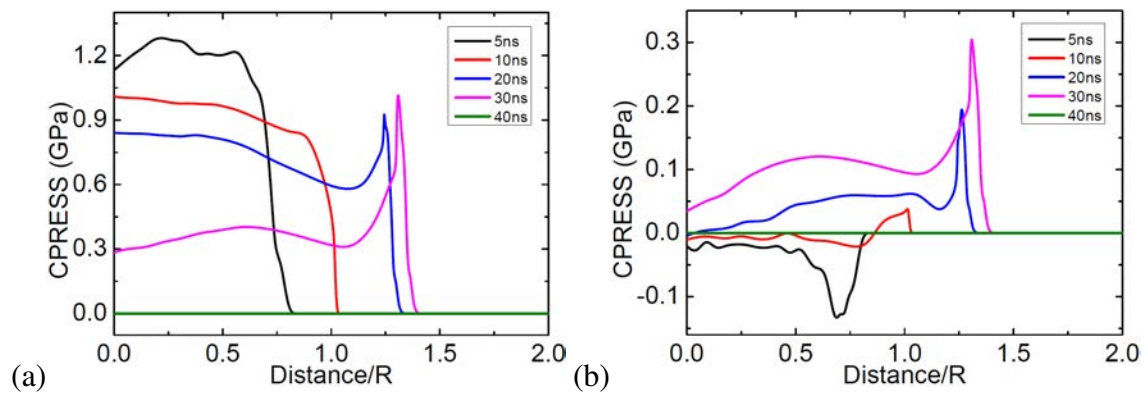 1.2
0.9
0.6
0.3
0.0
CPRESS (GPa)
0.0 0.5 1.0 1.5 2.0
Distance/R
5ns
10ns
20ns
30ns
40ns
(a)
0.3
0.2
0.1
0.0
-0.1
CPRESS (GPa)
0.0 0.5 1.0 1.5 2.0
Distance/R
5ns
10ns
20ns
30ns
40ns
(b)